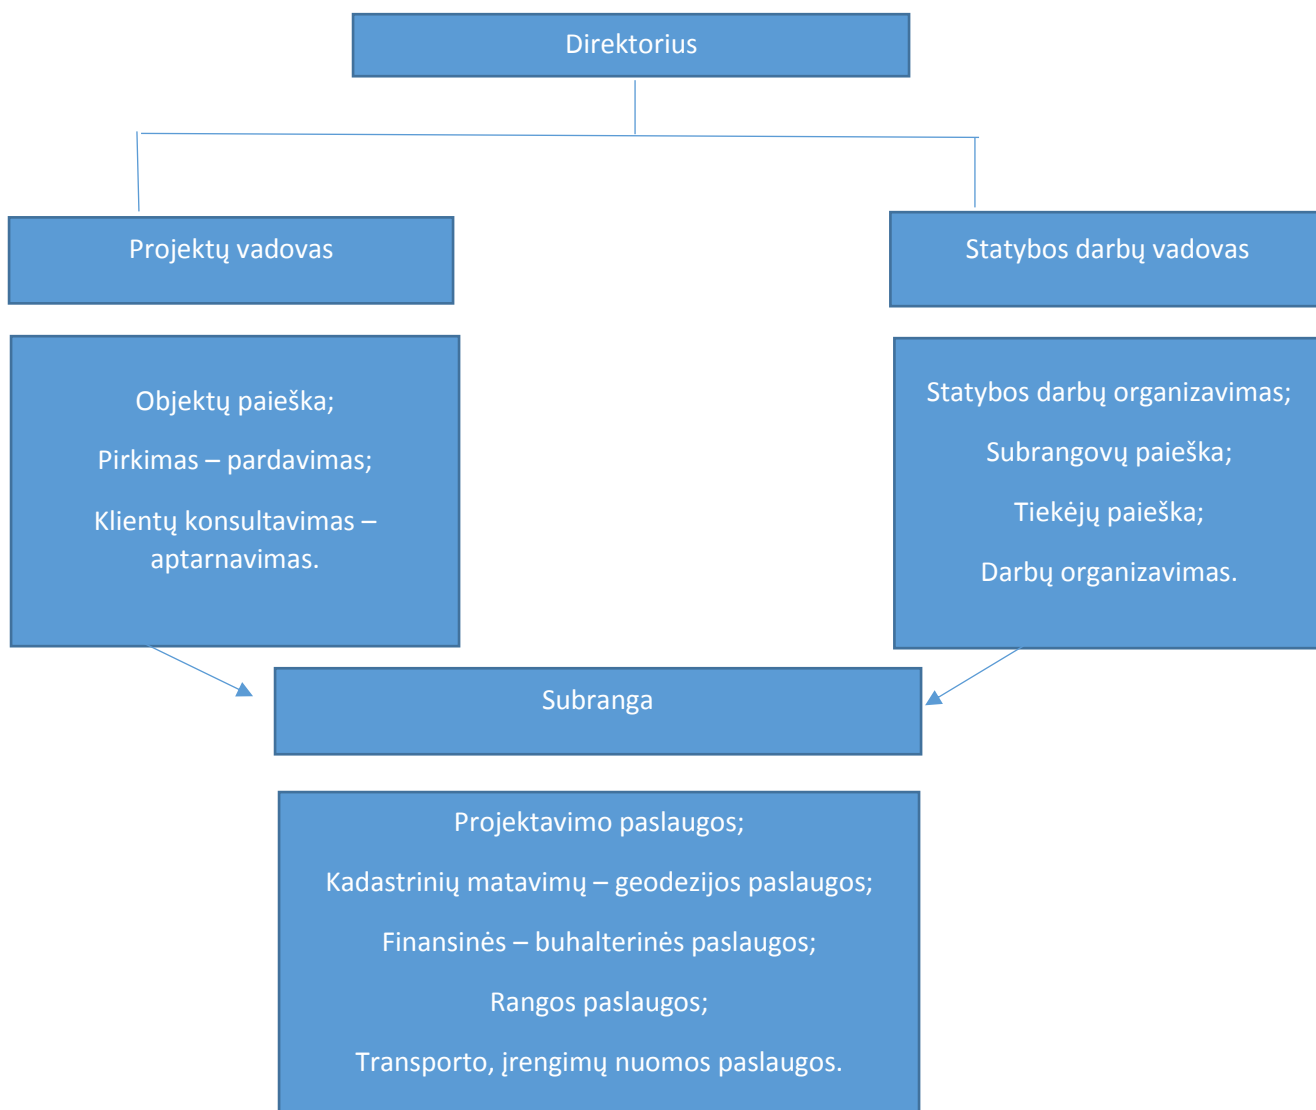 Direktorius
Projektų vadovas
Statybos darbų vadovas
Objektų paieška;
Pirkimas – pardavimas;
Klientų konsultavimas –
aptarnavimas.
Statybos darbų organizavimas;
Subrangovų paieška;
Tiekėjų paieška;
Darbų organizavimas.
Subranga
Projektavimo paslaugos;
Kadastrinių matavimų – geodezijos paslaugos;
Finansinės – buhalterinės paslaugos;
Rangos paslaugos;
Transporto, įrengimų nuomos paslaugos.